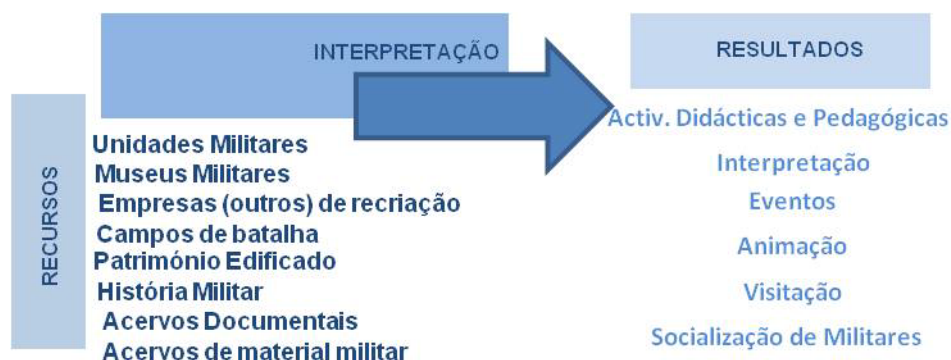 INTERPRETAÇÃO
RESULTADOS
RECURSOS
Unidades Militares
Museus Militares
Empresas (outros) de recriação
Campos de batalha
Património Edificado
História Militar
Acervos Documentais
Acervos de material militar
Activ. Didácticas e Pedagógicas
Interpretação
Eventos
Animação
Visitação
Socialização de Militares